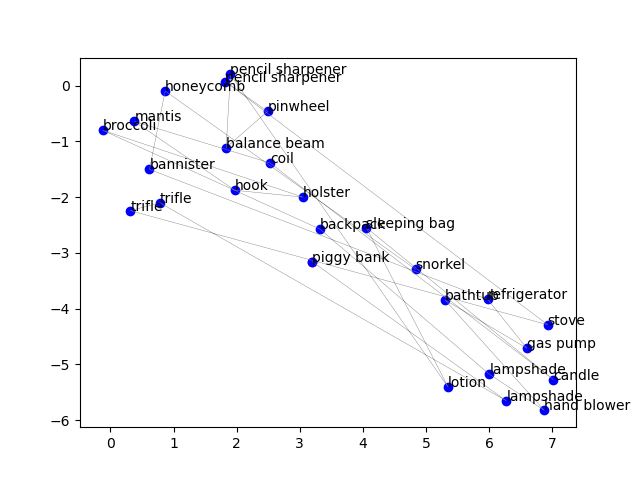 pencil sharpener
pencil sharpener
honeycomb
pinwheel
mantis
broccoli
balance beam
coil
bannister
hook
holster
trifle
trifle
backpack
sleeping bag
piggy bank
snorkel
bathtub
refrigerator
stove
gas pump
lampshade
candle
lotion
lampshade
hand blower
0
−1
−2
−3
−4
−5
−6
0 1 2 3 4 5 6 7